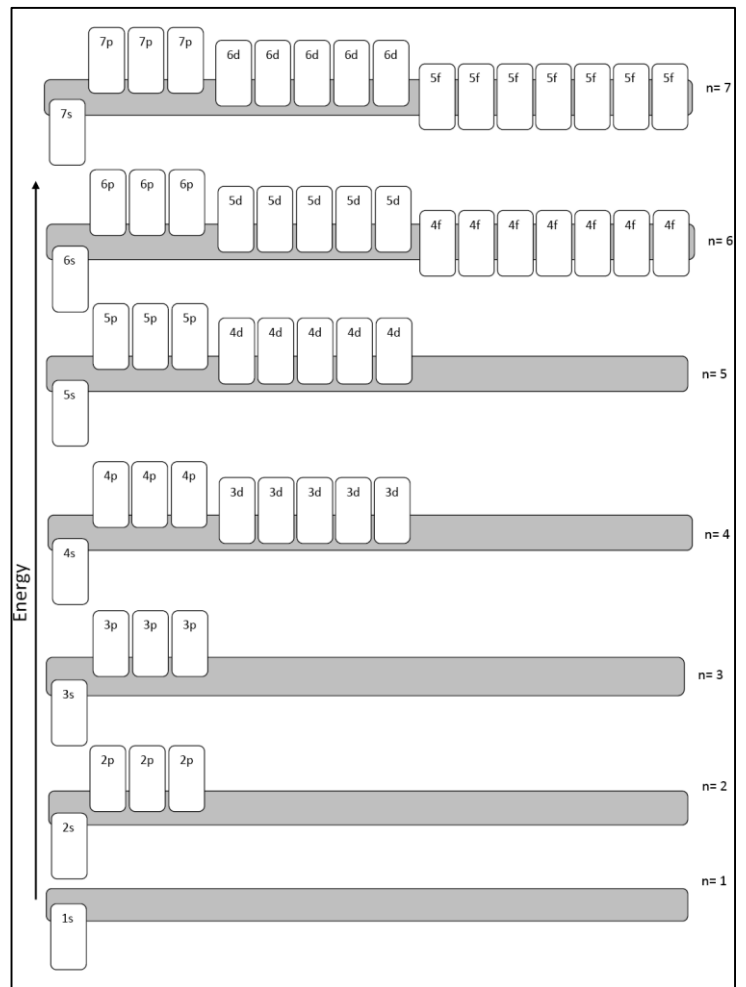 7p 7p 7p
6d 6d 6d 6d 6d
5f 5f 5f 5f 5f 5f 5f
n= 7
7s
6p 6p 6p
5d 5d 5d 5d 5d
4f 4f 4f 4f 4f 4f 4f
n= 6
6s
5p 5p 5p
4d 4d 4d 4d 4d
n= 5
5s
4p 4p 4p
3d 3d 3d 3d 3d
n= 4
4s
Energy
3p 3p 3p
n= 3
3s
2p 2p 2p
n= 2
2s
n= 1
1s